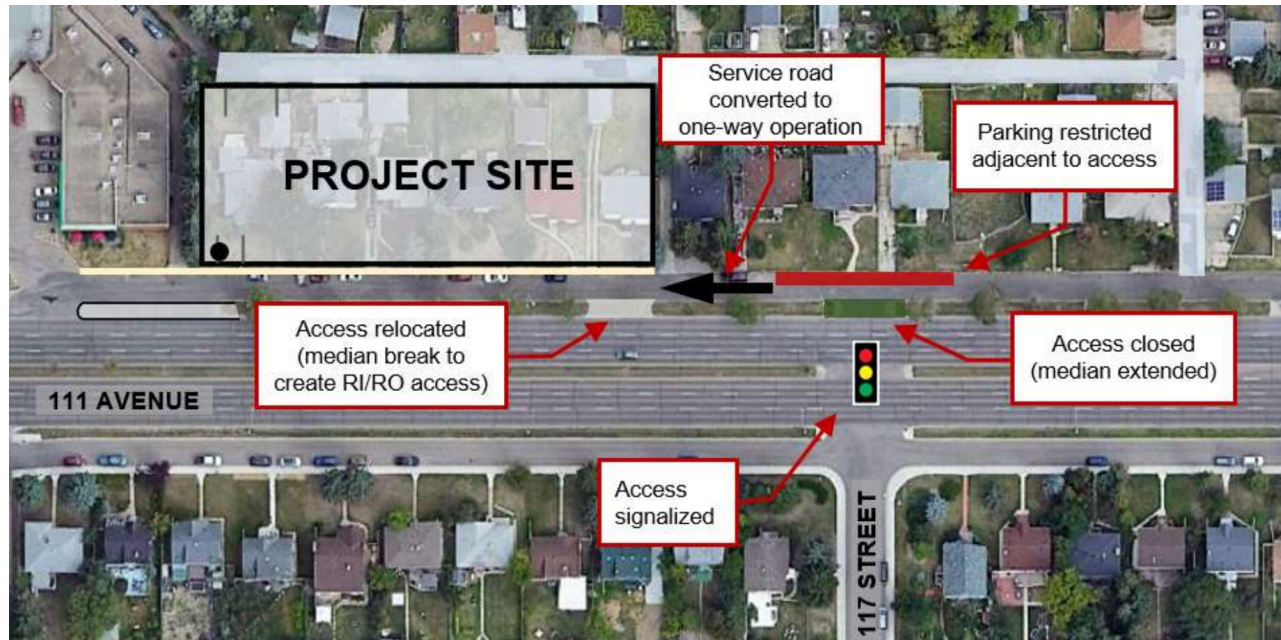 Service road
converted to
one-way operation
Parking restricted
adjacent to access
PROJECT SITE
Access relocated
(median break to
create RI/RO access)
Access closed
(median extended)
111 AVENUE
Access
signalized
117 STREET